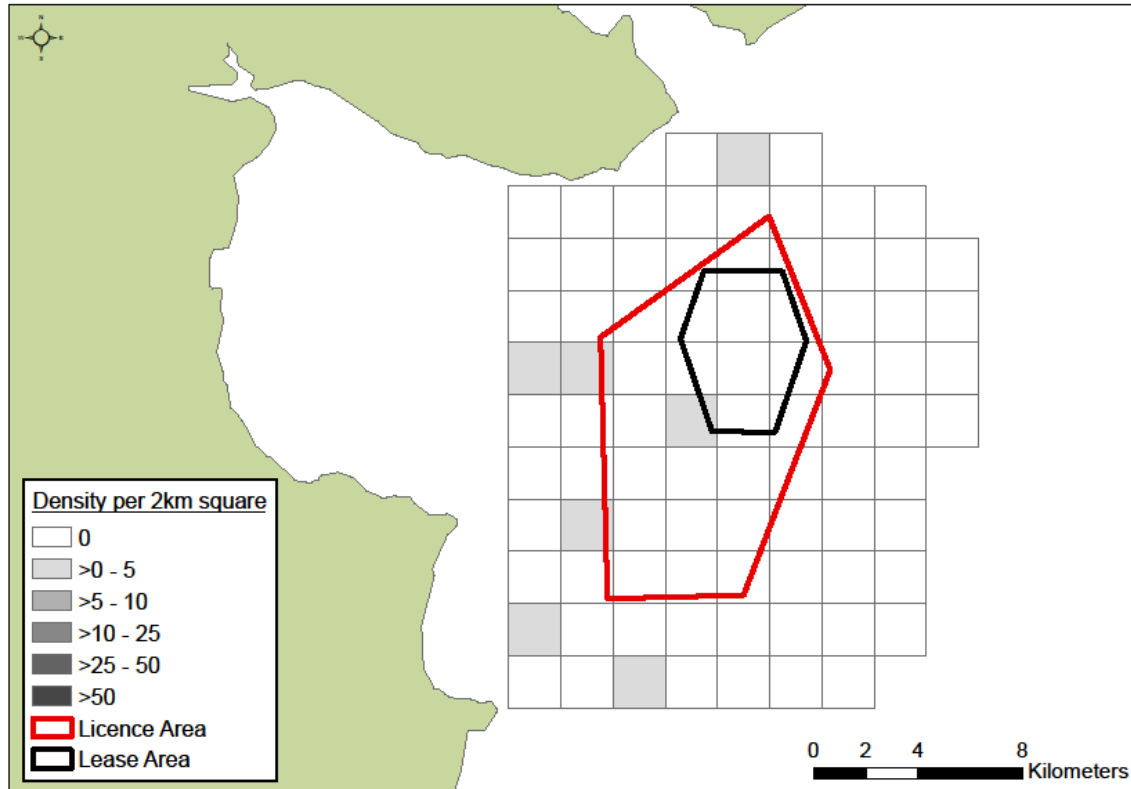 N
W E
S
Density per 2km square
0
>0 - 5
>5 - 10
>10 - 25
>25 - 50
>50
Licence Area
Lease Area
0 2 4 8
Kilometers